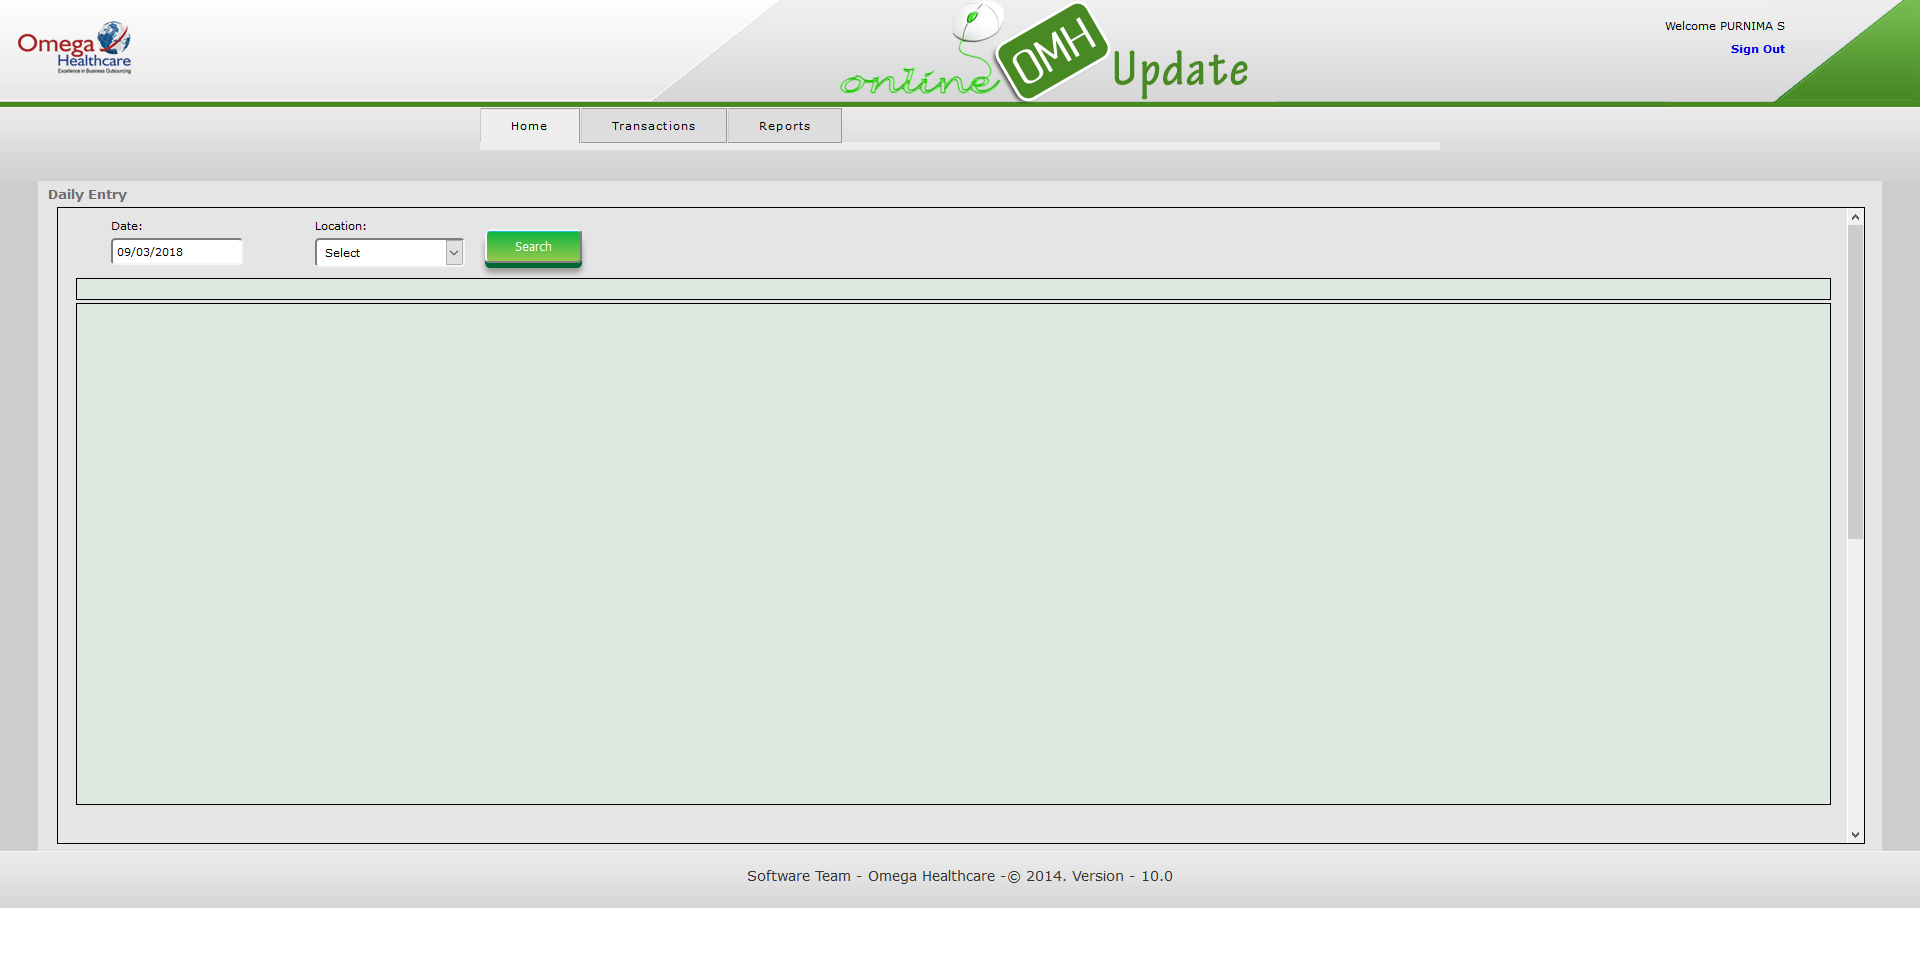 Omega
Healthcare
Excellence in Business Outsourcing
online OMH Update
Welcome PURNIMA S
Sign Out
Home Transactions Reports
Daily Entry
Date: Location:
09/03/2018 Select Search
Software Team - Omega Healthcare -© 2014. Version - 10.0